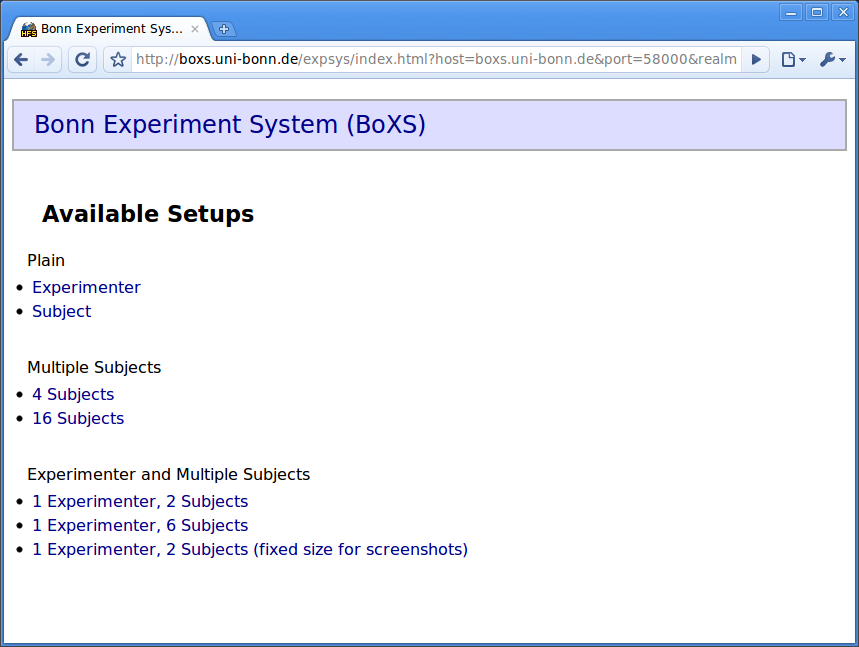 Bonn Experiment Sys...
http://boxs.uni-bonn.de/expsys/index.html?host=boxs.uni-bonn.de&port=58000&realm
Bonn Experiment System (BoXS)
Available Setups
Plain
Experimenter
Subject
Multiple Subjects
4 Subjects
16 Subjects
Experimenter and Multiple Subjects
1 Experimenter, 2 Subjects
1 Experimenter, 6 Subjects
1 Experimenter, 2 Subjects (fixed size for screenshots)